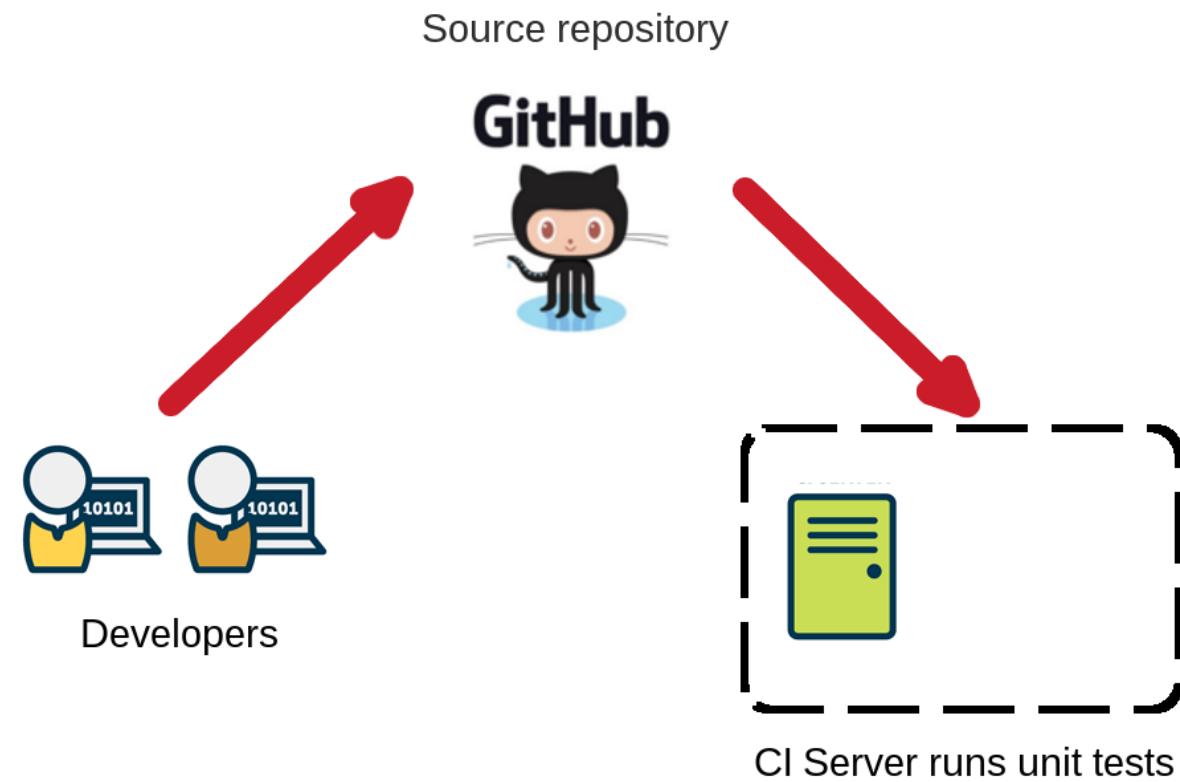 Source repository
GitHub
10101
10101
Developers
CI Server runs unit tests